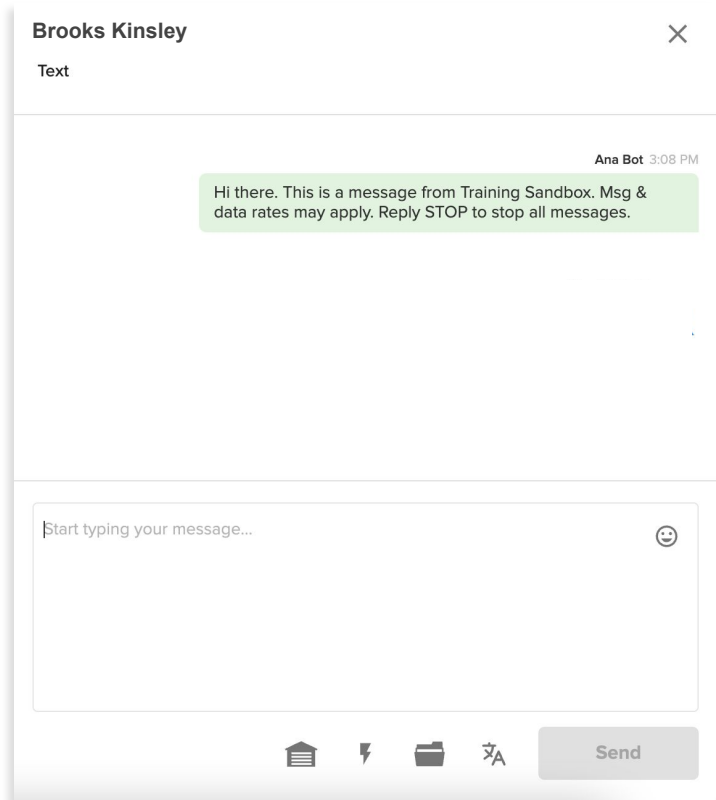 Brooks Kinsley
Text
Ana Bot 3:08 PM
Hi there. This is a message from Training Sandbox. Msg &
data rates may apply. Reply STOP to stop all messages.
Start typing your message...
Send